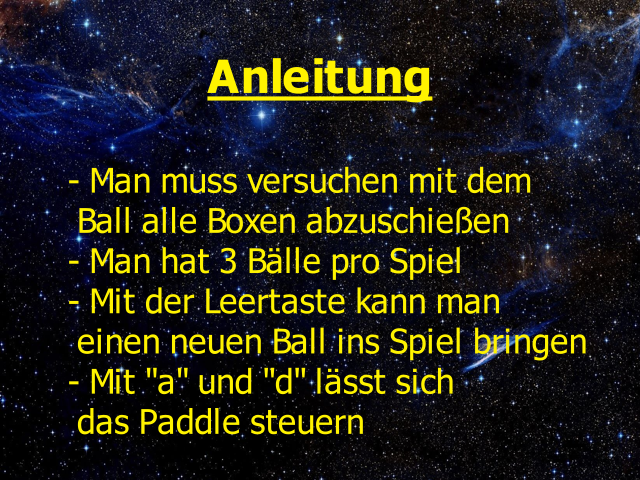 Anleitung
- Man muss versuchen mit dem
Ball alle Boxen abzuschießen
- Man hat 3 Bälle pro Spiel
- Mit der Leertaste kann man
einen neuen Ball ins Spiel bringen
- Mit "a" und "d" lässt sich
das Paddle steuern